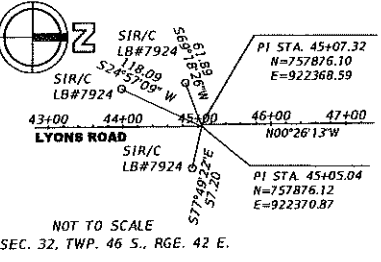 N
SIR/C
LB#7924
61.89
S69°18'26"W
SIR/C
LB#7924
118.09
S24°57'09" W
PI STA. 45+07.32
N=757876.10
E=922368.59
43+00 44+00 45+00 46+00 47+00
LYONS ROAD
N00°26'13"W
SIR/C
LB#7924
S77°49'22"E
57.20
PI STA. 45+05.04
N=757876.12
E=922370.87
NOT TO SCALE
SEC. 32, TWP. 46 S., RGE. 42 E.